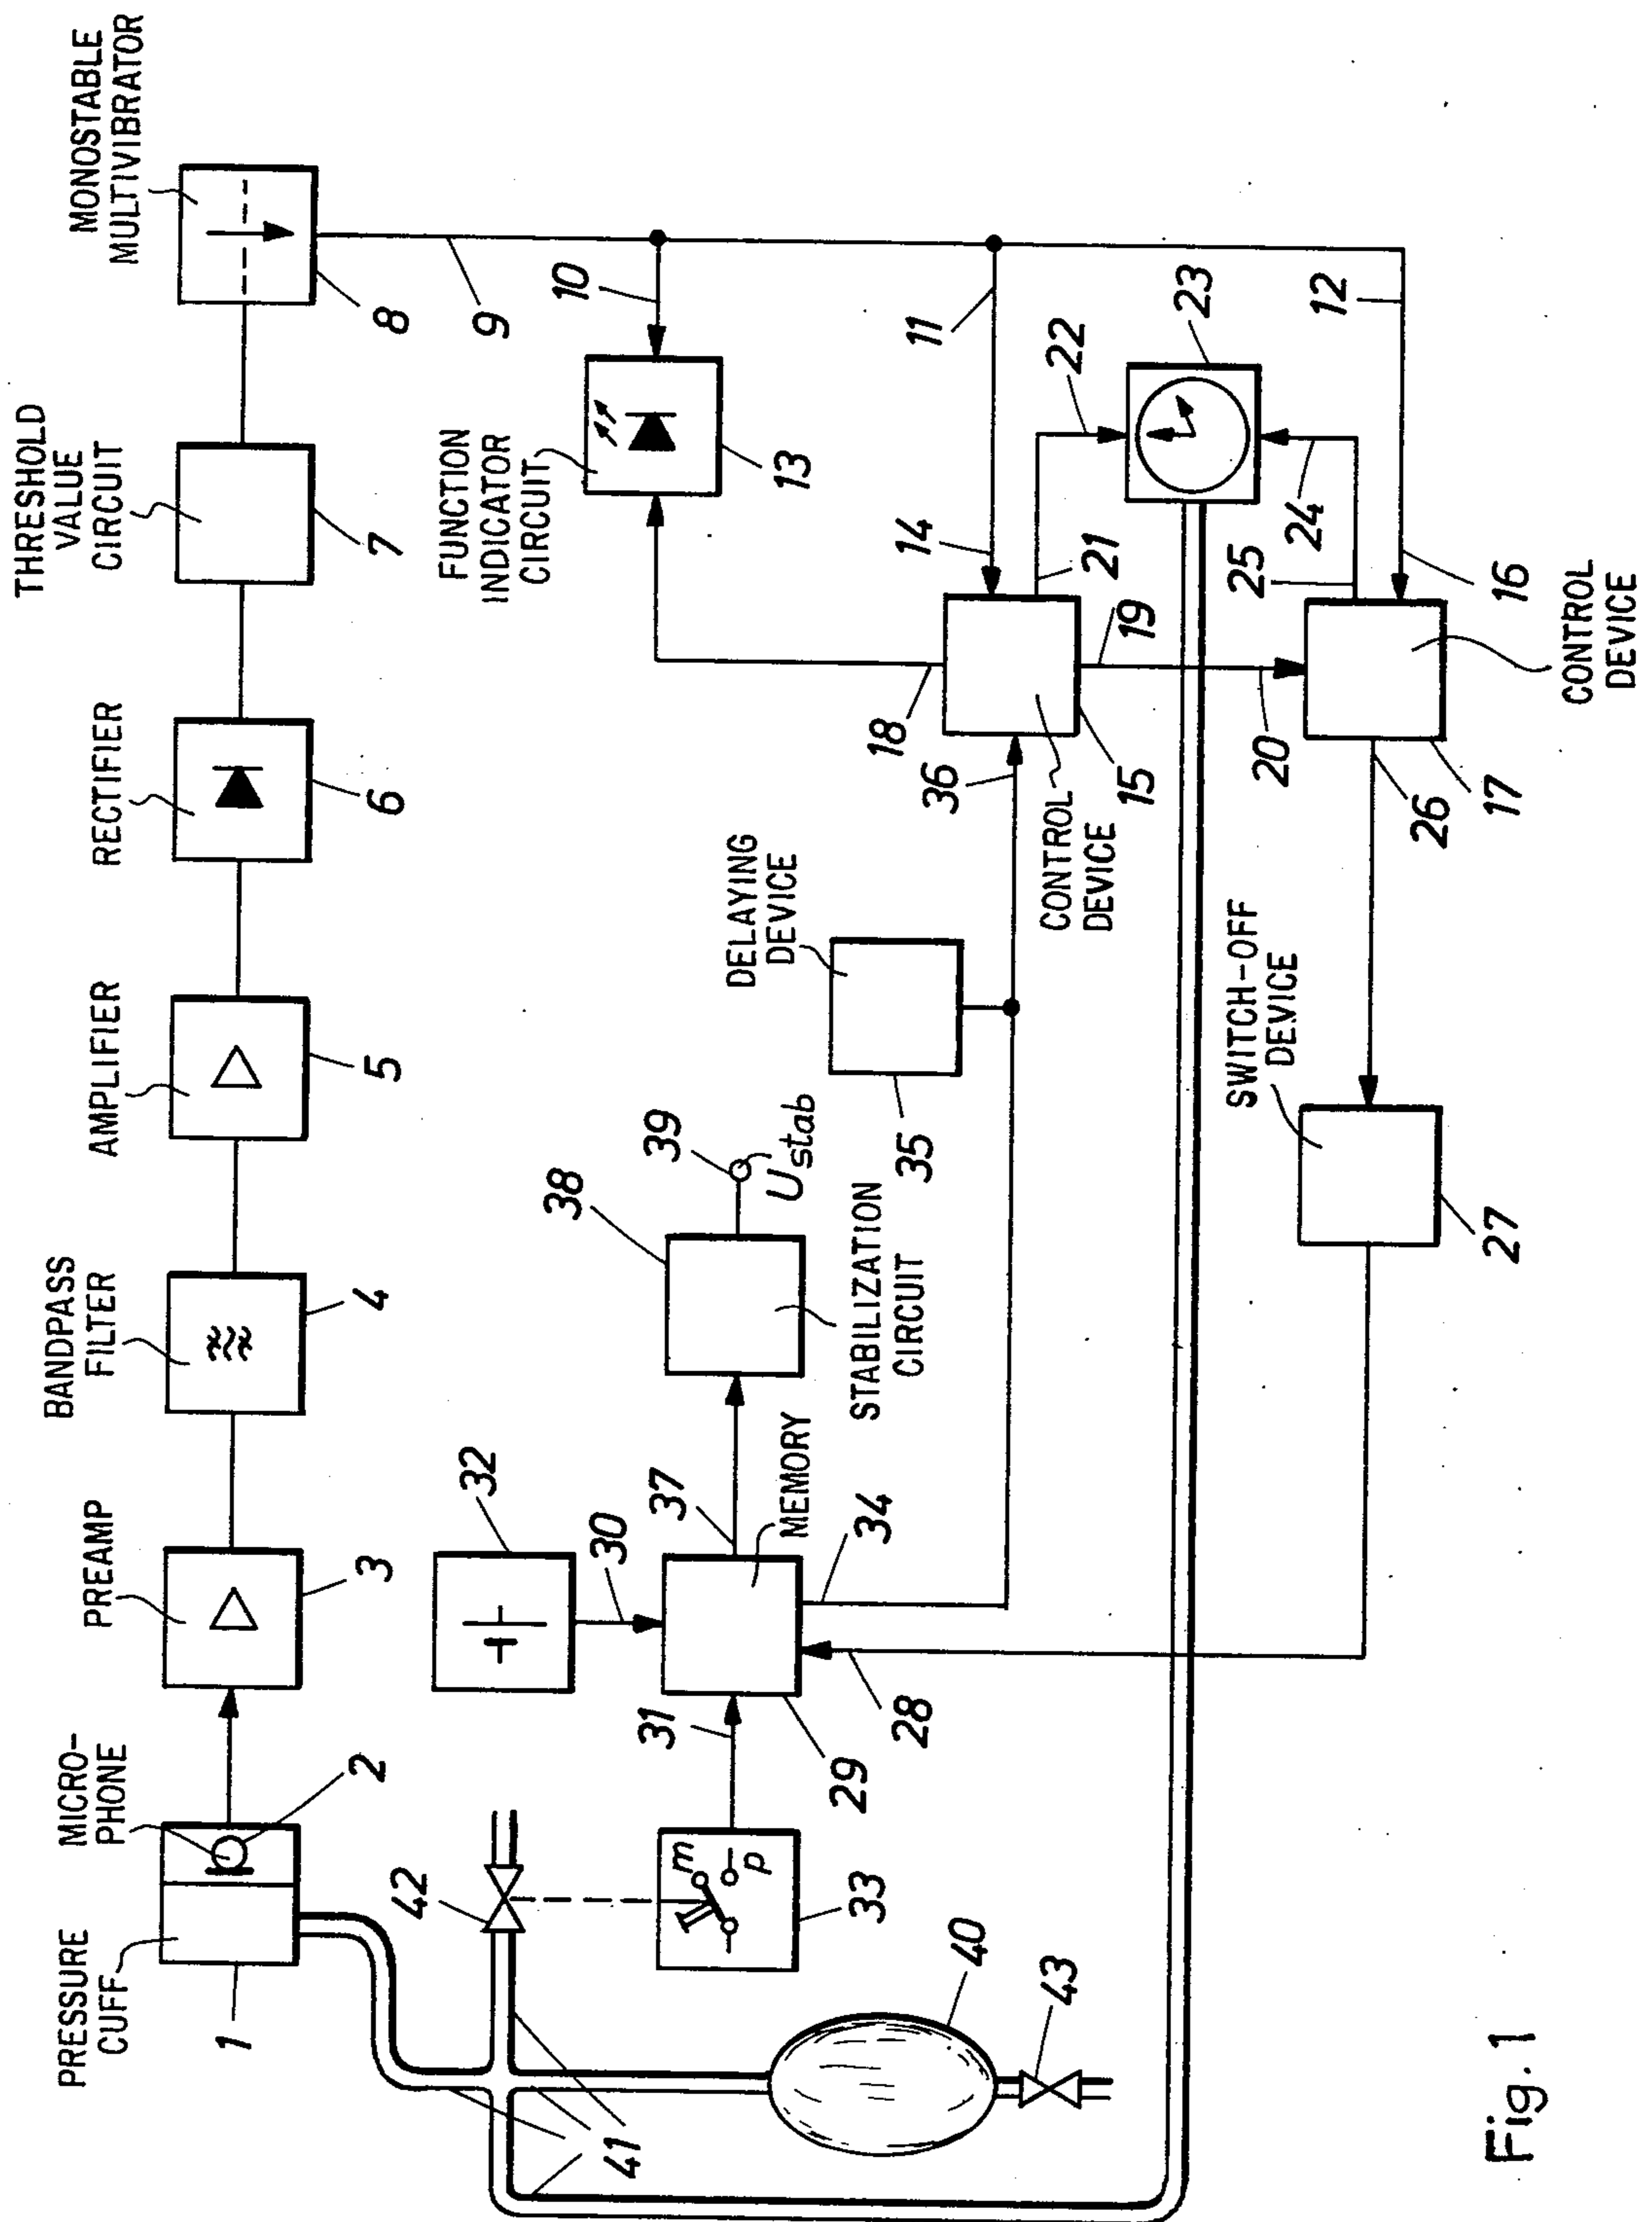 PRESSURE
CUFF
1
MICRO-
PHONE
2
PREAMP
3
BANDPASS
FILTER
4
AMPLIFIER
5
RECTIFIER
6
THRESHOLD
VALUE
CIRCUIT
7
MONOSTABLE
MULTIVIBRATOR
8
9
10
FUNCTION
INDICATOR
CIRCUIT
13
11
12
14
15
CONTROL
DEVICE
16
17
CONTROL
DEVICE
18
19
20
21
22
23
24
25
26
SWITCH-OFF
DEVICE
27
28
29
MEMORY
30
31
32
33
m
p
34
DELAYING
DEVICE
35
36
37
38
STABILIZATION
CIRCUIT
39
Ustab
40
41
42
43
Fig. 1